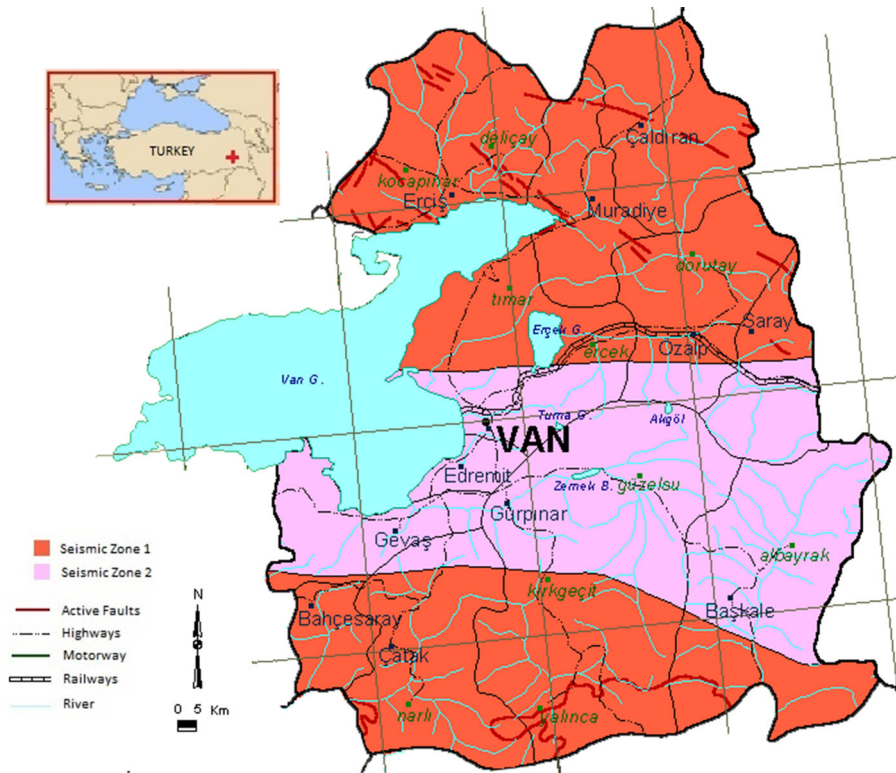 TURKEY
Çaldıran
deliçay
kocapınar
Erciş
Muradiye
dorutay
tımar
Saray
Erçek G.
ercek
Özalp
Van G.
Tuma G.
Akgöl
VAN
Edremit
Zernek B.
güzelsu
Gürpınar
Gevaş
albayrak
Seismic Zone 1
Seismic Zone 2
kırkgeçit
Başkale
Active Faults
Highways
Motorway
Railways
River
N
0 5 Km
Bahçesaray
Çatak
narlı
yalınca